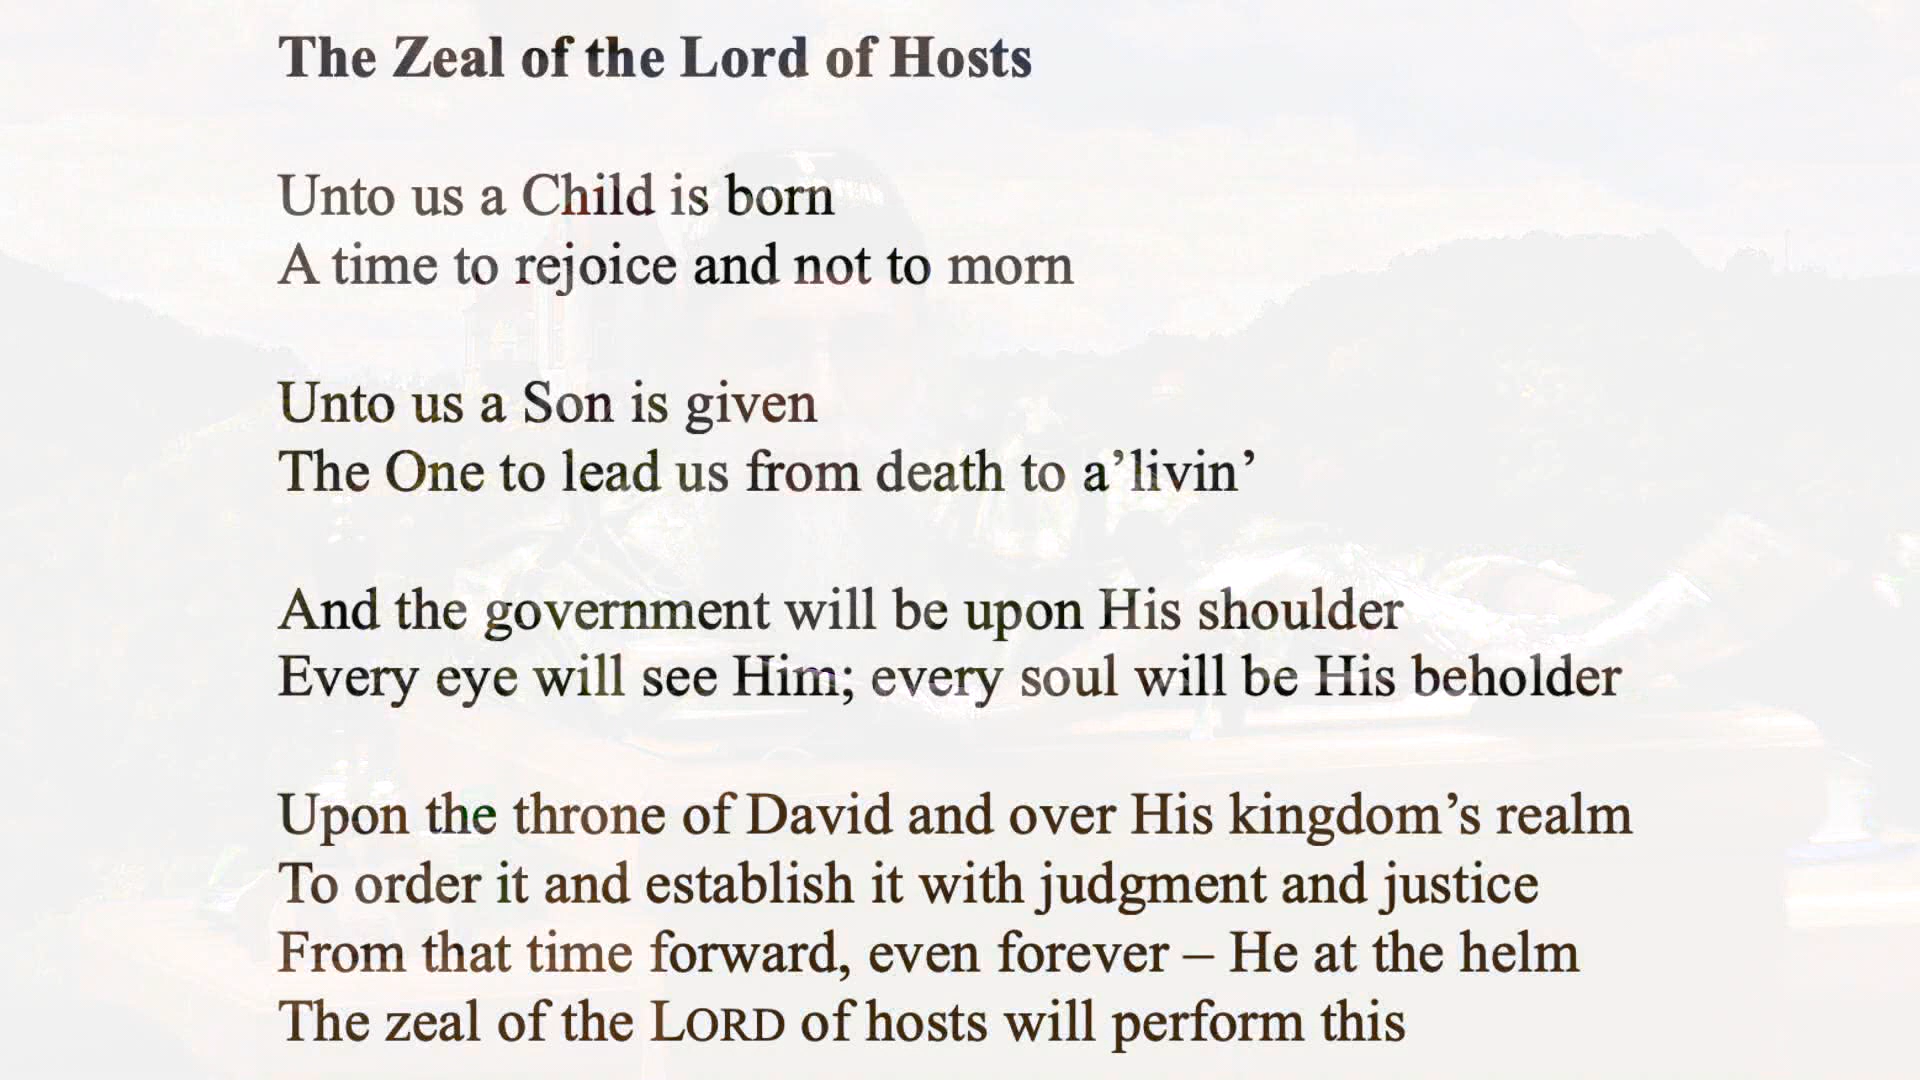 The Zeal of the Lord of Hosts
Unto us a Child is born
A time to rejoice and not to morn
Unto us a Son is given
The One to lead us from death to a’livin’
And the government will be upon His shoulder
Every eye will see Him; every soul will be His beholder
Upon the throne of David and over His kingdom’s realm
To order it and establish it with judgment and justice
From that time forward, even forever – He at the helm
The zeal of the LORD of hosts will perform this